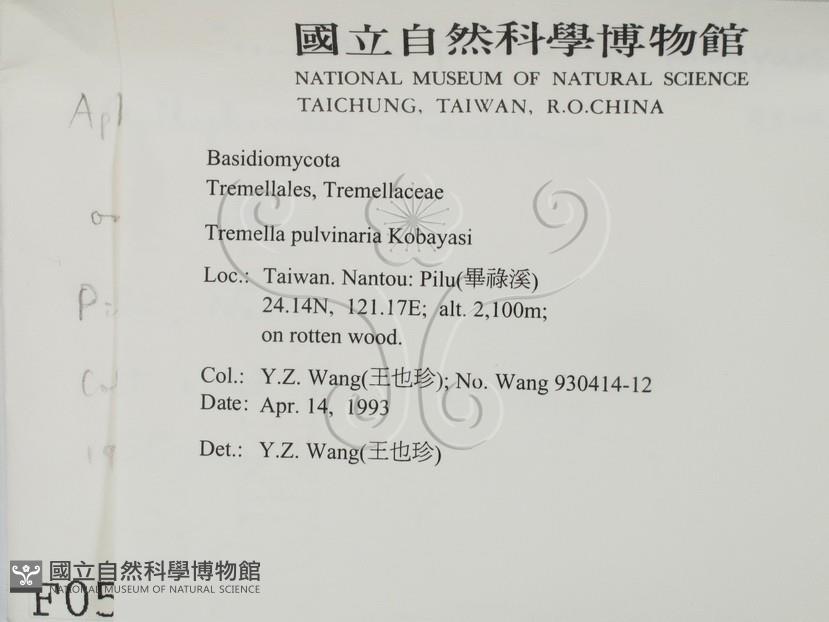 國立自然科學博物館
NATIONAL MUSEUM OF NATURAL SCIENCE
TAICHUNG, TAIWAN, R.O.CHINA
Apl
Basidiomycota
Tremellales, Tremellaceae
Tremella pulvinaria Kobayasi
Loc.: Taiwan. Nantou: Pilu(畢祿溪)
24.14N, 121.17E; alt. 2,100m;
on rotten wood.
Col.: Y.Z. Wang(王也珍); No. Wang 930414-12
Date: Apr. 14, 1993
Det.: Y.Z. Wang(王也珍)
國立自然科學博物館
NATIONAL MUSEUM OF NATURAL SCIENCE
F05